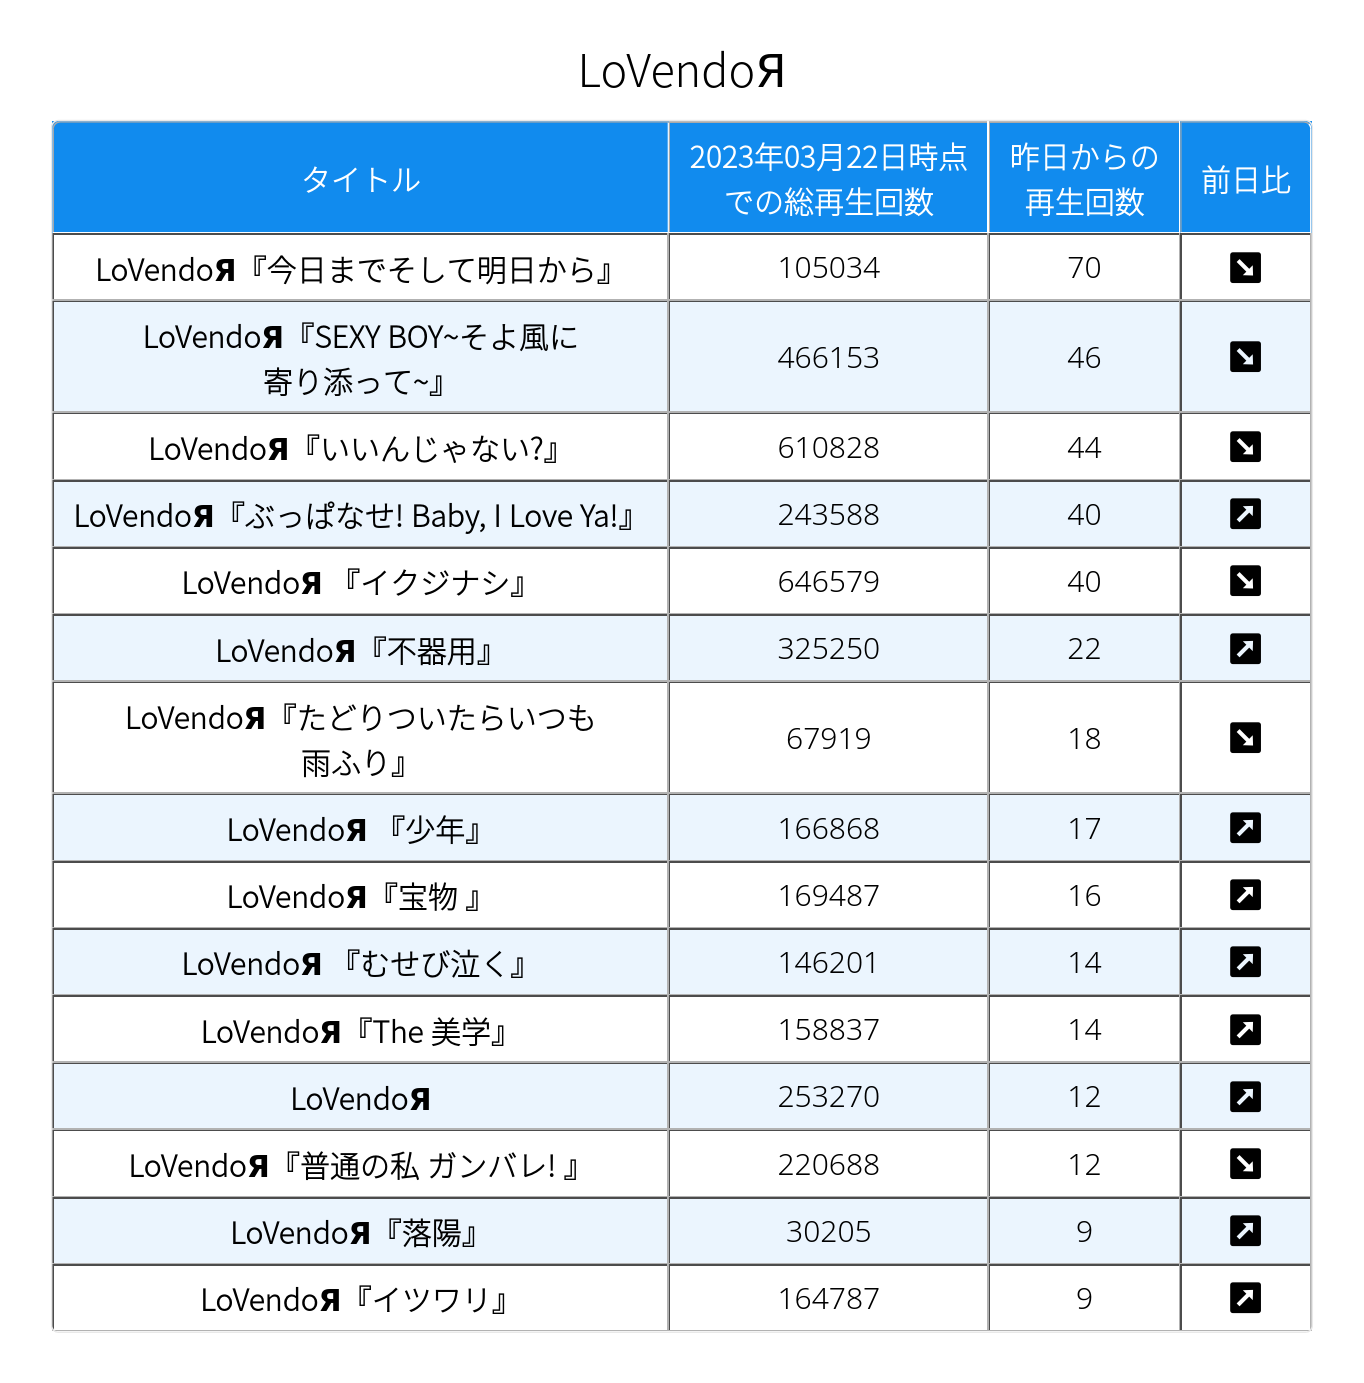 LoVendoЯ
タイトル
2023年03月22日時点
での総再生回数
昨日からの
再生回数
前日比
LoVendoЯ『今日までそして明日から』 105034 70 ↘
LoVendoЯ『SEXY BOY~そよ風に
寄り添って~』 466153 46 ↘
LoVendoЯ『いいんじゃない?』 610828 44 ↘
LoVendoЯ『ぶっぱなせ! Baby, I Love Ya!』 243588 40 ↗
LoVendoЯ 『イクジナシ』 646579 40 ↘
LoVendoЯ『不器用』 325250 22 ↗
LoVendoЯ『たどりついたらいつも
雨ふり』 67919 18 ↘
LoVendoЯ 『少年』 166868 17 ↗
LoVendoЯ『宝物 』 169487 16 ↗
LoVendoЯ 『むせび泣く』 146201 14 ↗
LoVendoЯ『The 美学』 158837 14 ↗
LoVendoЯ 253270 12 ↗
LoVendoЯ『普通の私 ガンバレ! 』 220688 12 ↘
LoVendoЯ『落陽』 30205 9 ↗
LoVendoЯ『イツワリ』 164787 9 ↗